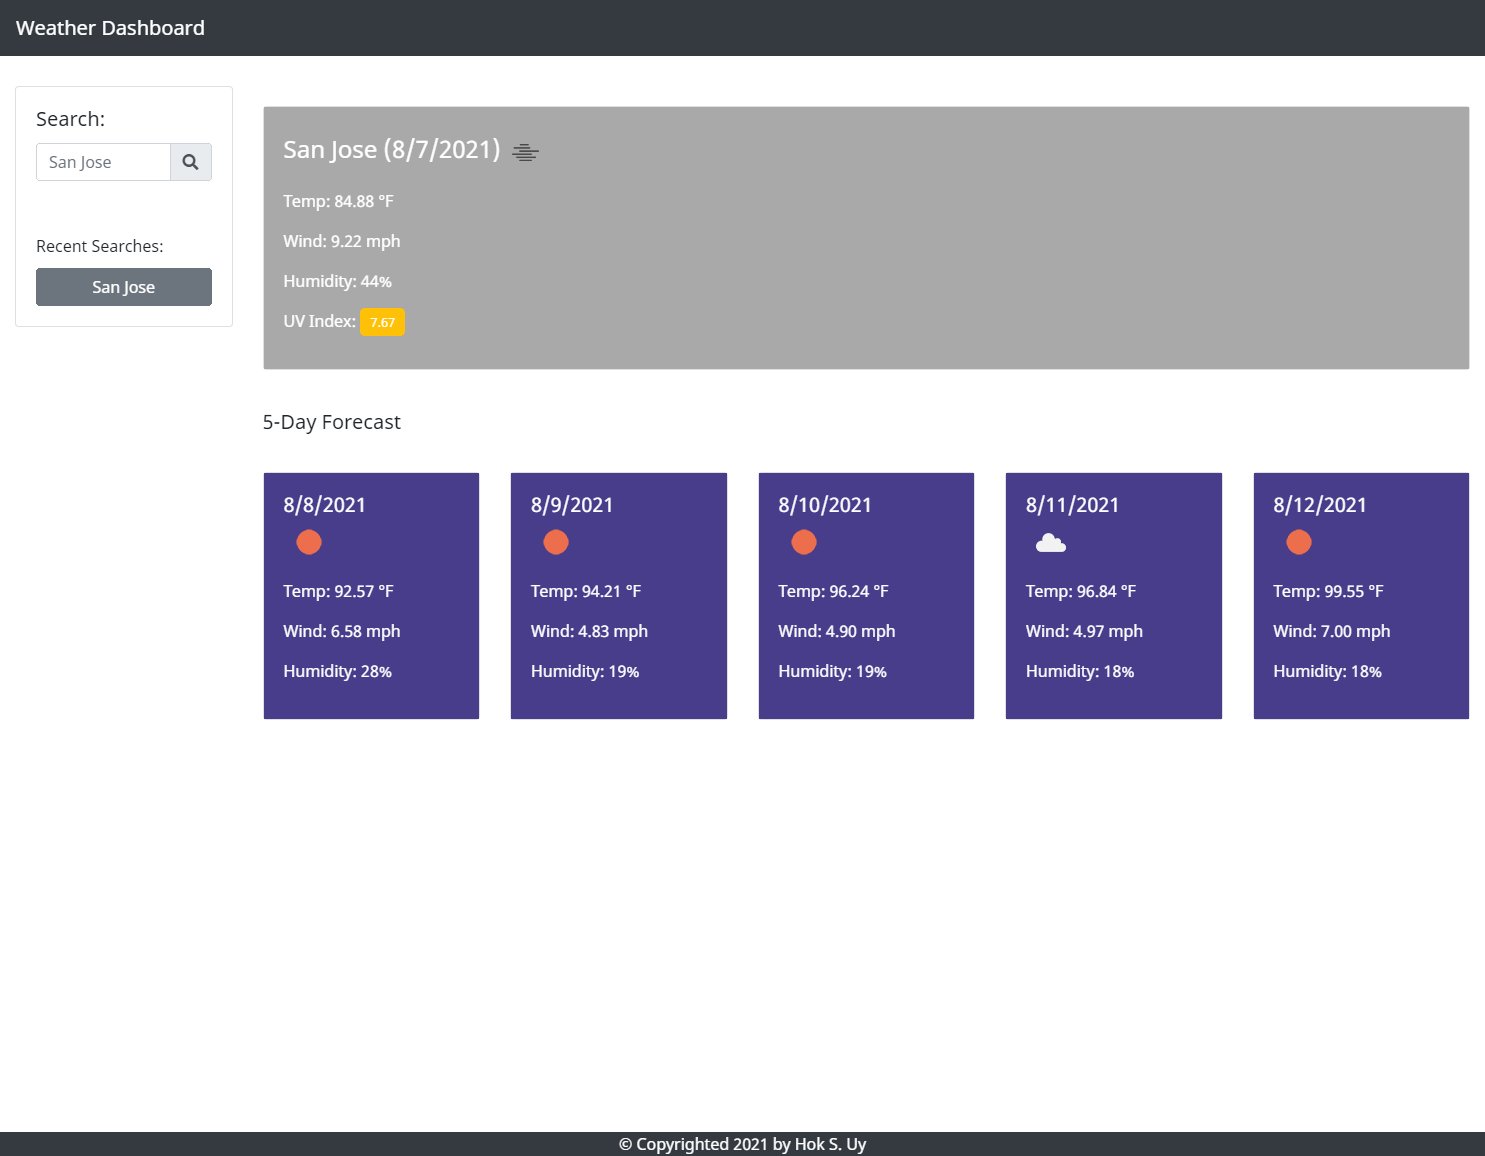 Weather Dashboard
Search:
San Jose
Recent Searches:
San Jose
San Jose (8/7/2021)
Temp: 84.88 °F
Wind: 9.22 mph
Humidity: 44%
UV Index: 7.67
5-Day Forecast
8/8/2021
Temp: 92.57 °F
Wind: 6.58 mph
Humidity: 28%
8/9/2021
Temp: 94.21 °F
Wind: 4.83 mph
Humidity: 19%
8/10/2021
Temp: 96.24 °F
Wind: 4.90 mph
Humidity: 19%
8/11/2021
Temp: 96.84 °F
Wind: 4.97 mph
Humidity: 18%
8/12/2021
Temp: 99.55 °F
Wind: 7.00 mph
Humidity: 18%
© Copyrighted 2021 by Hok S. Uy